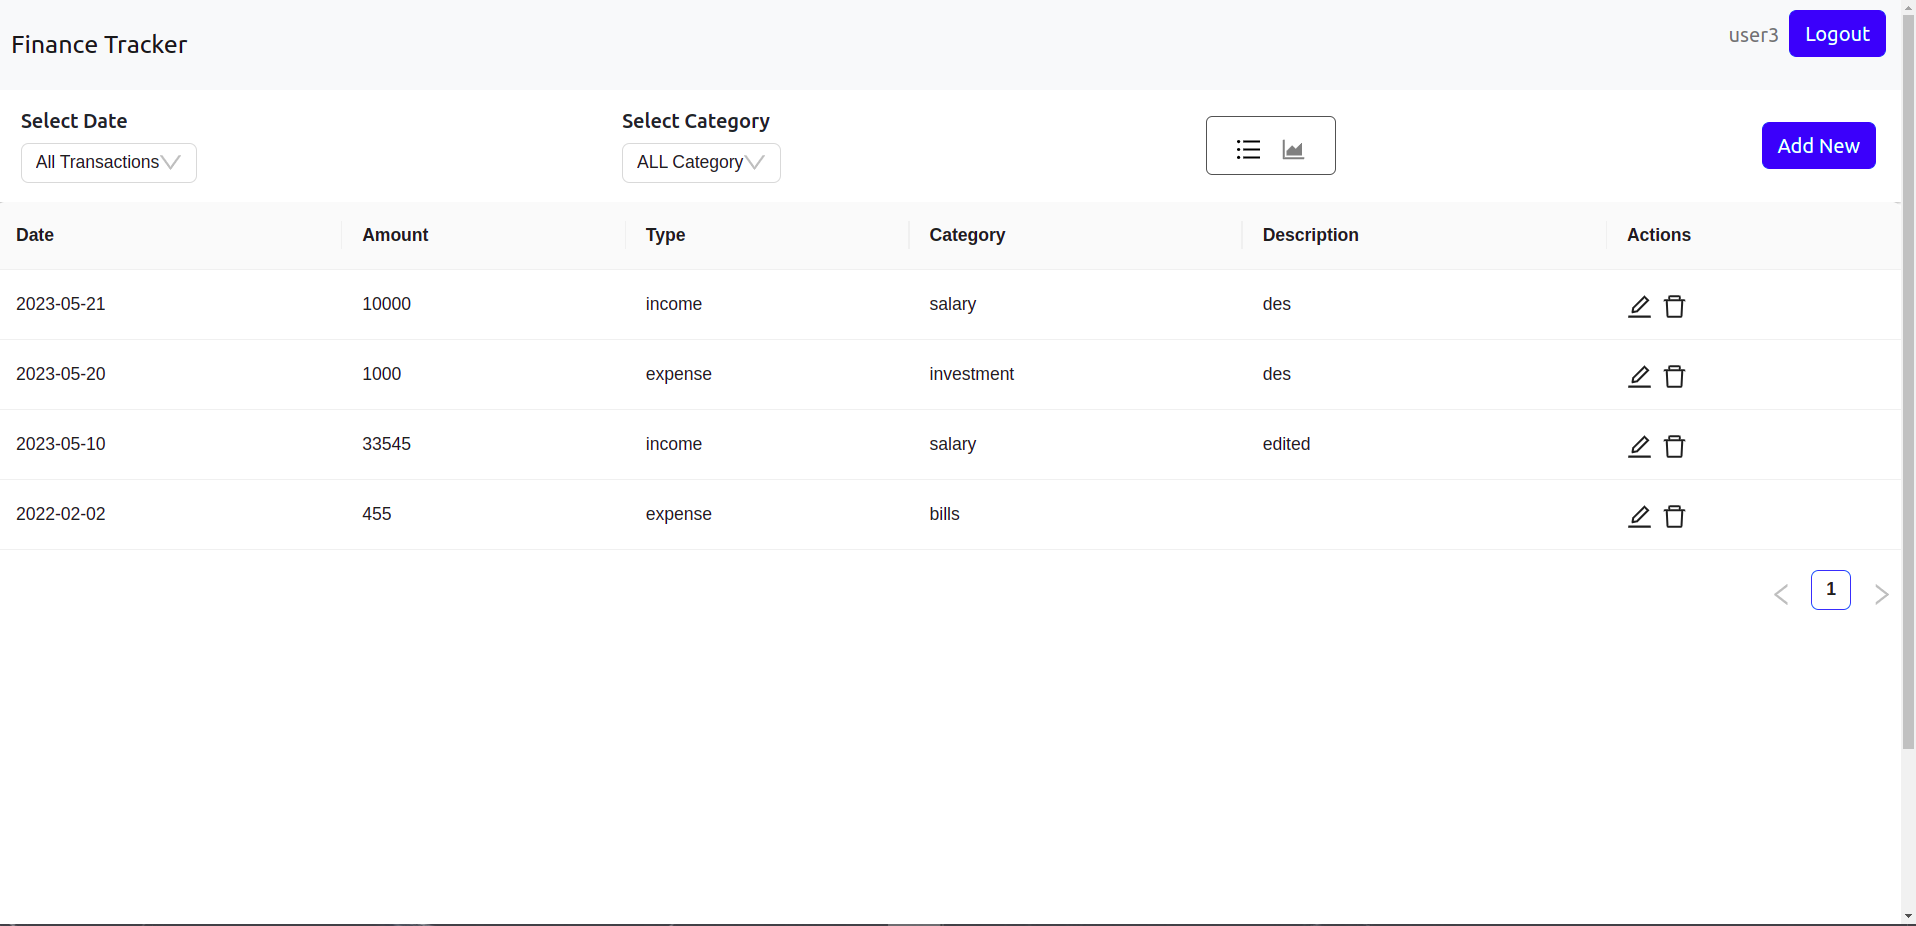 Finance Tracker
user3 Logout
Select Date Select Category
All Transactions ALL Category Add New
Date Amount Type Category Description Actions
2023-05-21 10000 income salary des
2023-05-20 1000 expense investment des
2023-05-10 33545 income salary edited
2022-02-02 455 expense bills
1